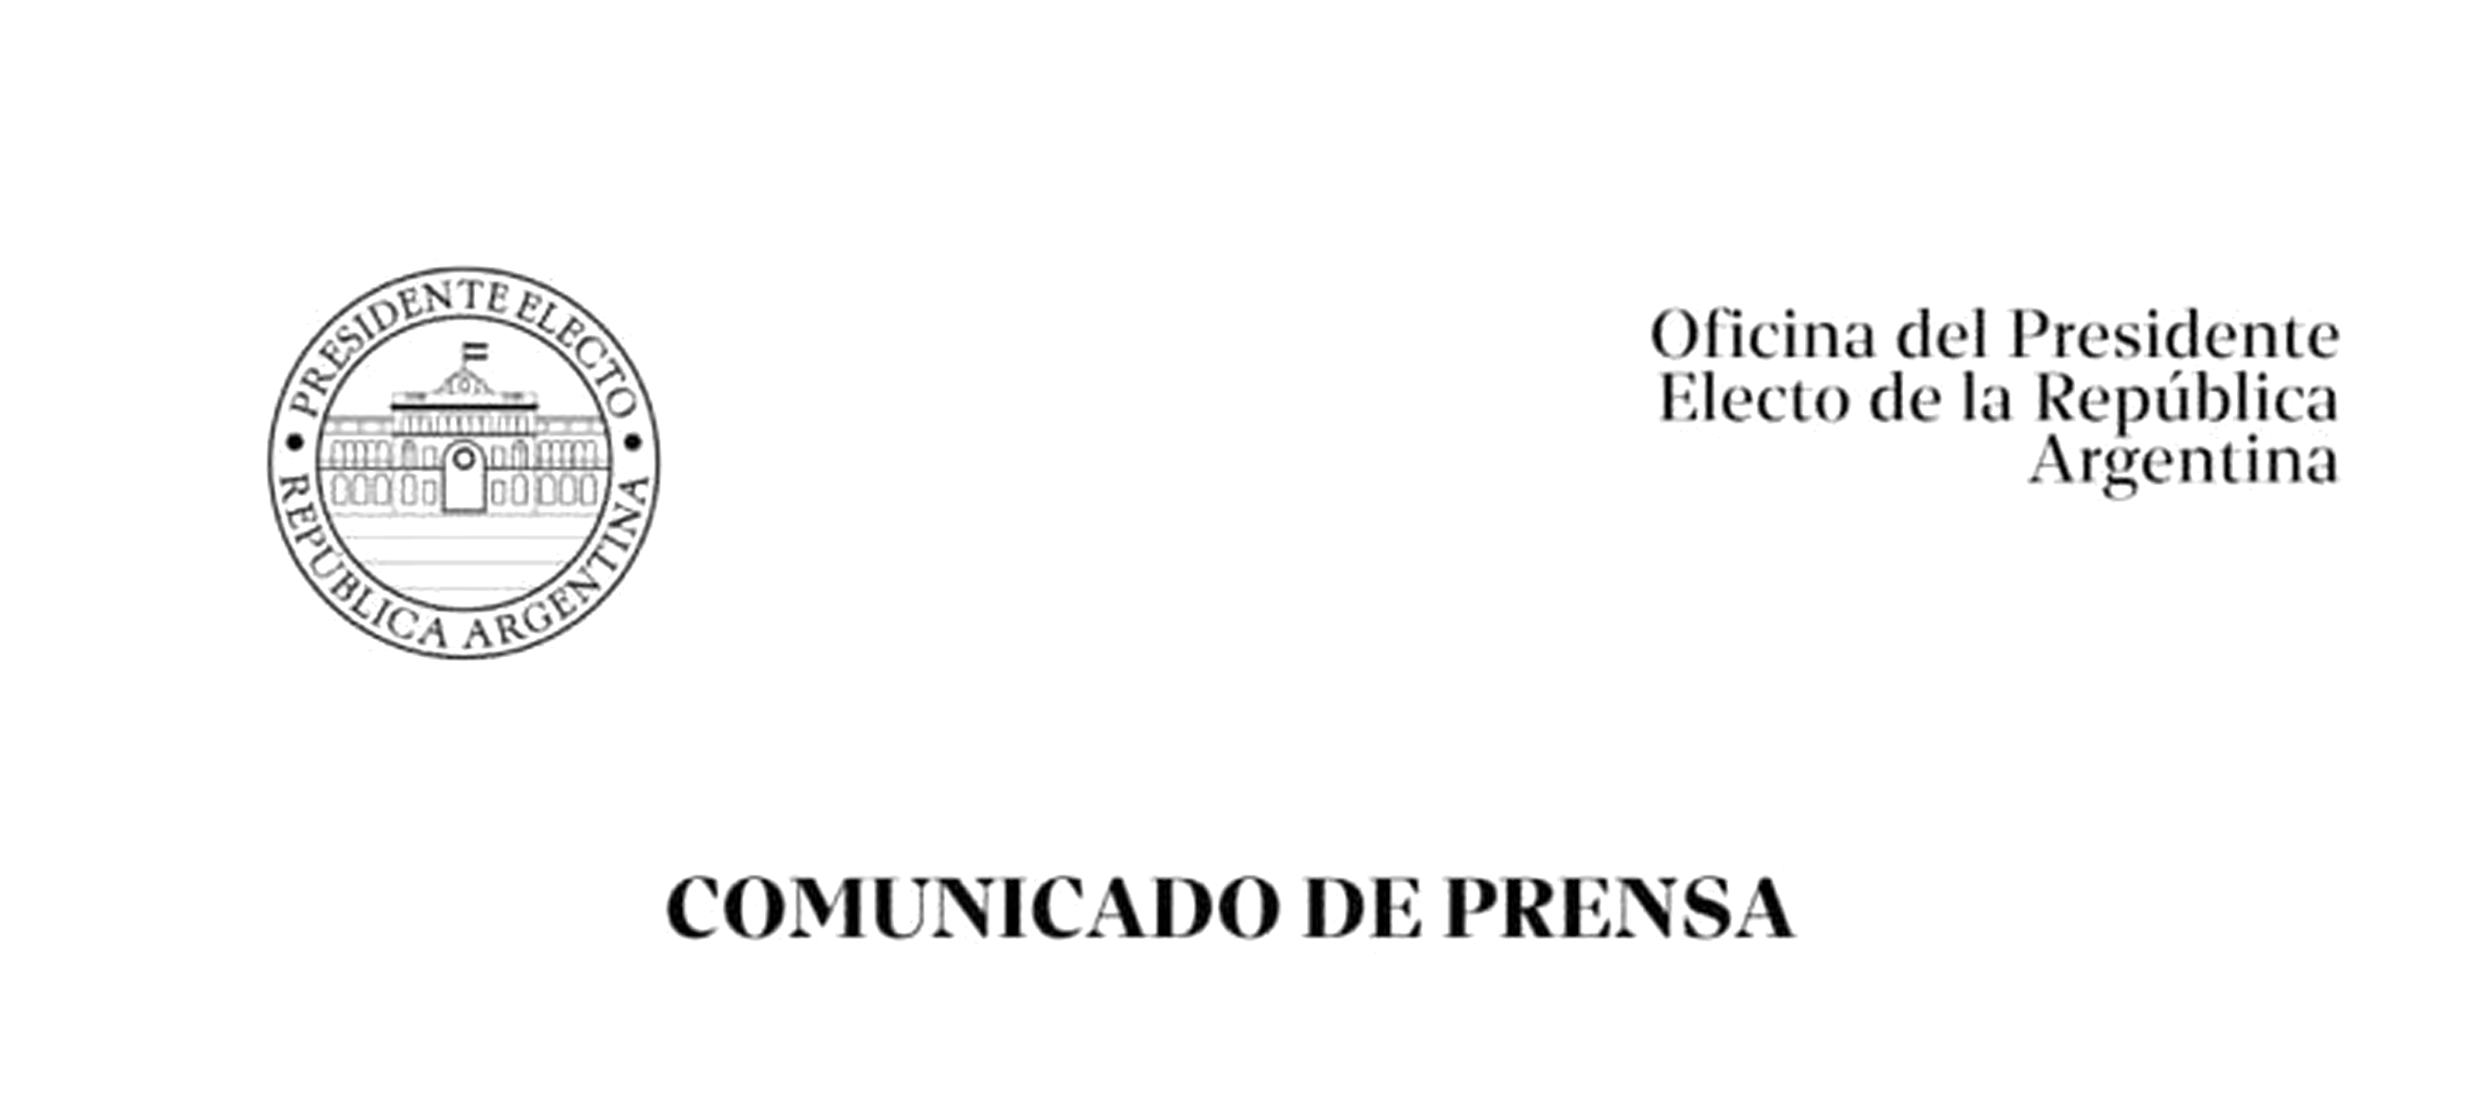 PRESIDENTE ELECTO
REPÚBLICA ARGENTINA
Oficina del Presidente
Electo de la República
Argentina
COMUNICADO DE PRENSA